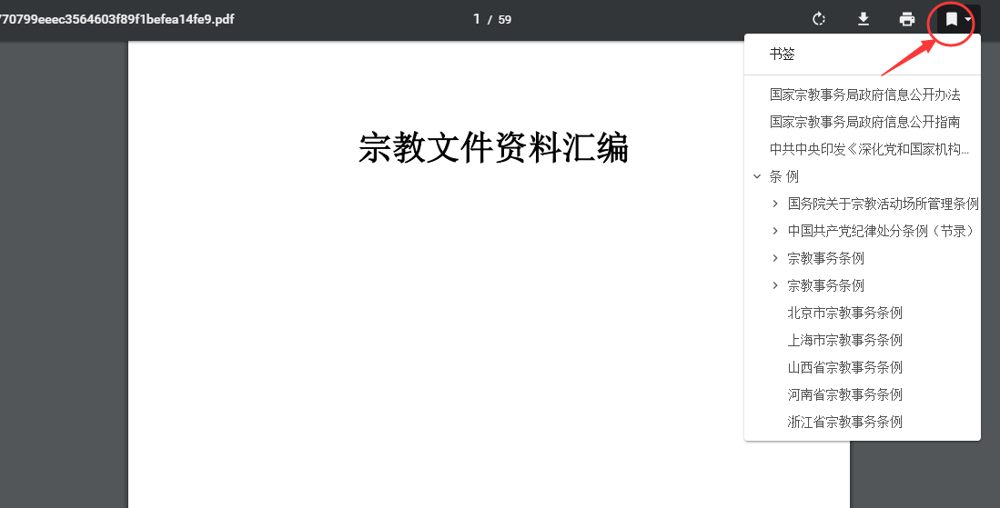 770799eeec3564603f89f1befea14fe9.pdf
1 / 59
书签
国家宗教事务局政府信息公开办法
国家宗教事务局政府信息公开指南
中共中央印发《深化党和国家机构...
条 例
国务院关于宗教活动场所管理条例
中国共产党纪律处分条例（节录）
宗教事务条例
宗教事务条例
北京市宗教事务条例
上海市宗教事务条例
山西省宗教事务条例
河南省宗教事务条例
浙江省宗教事务条例
宗教文件资料汇编